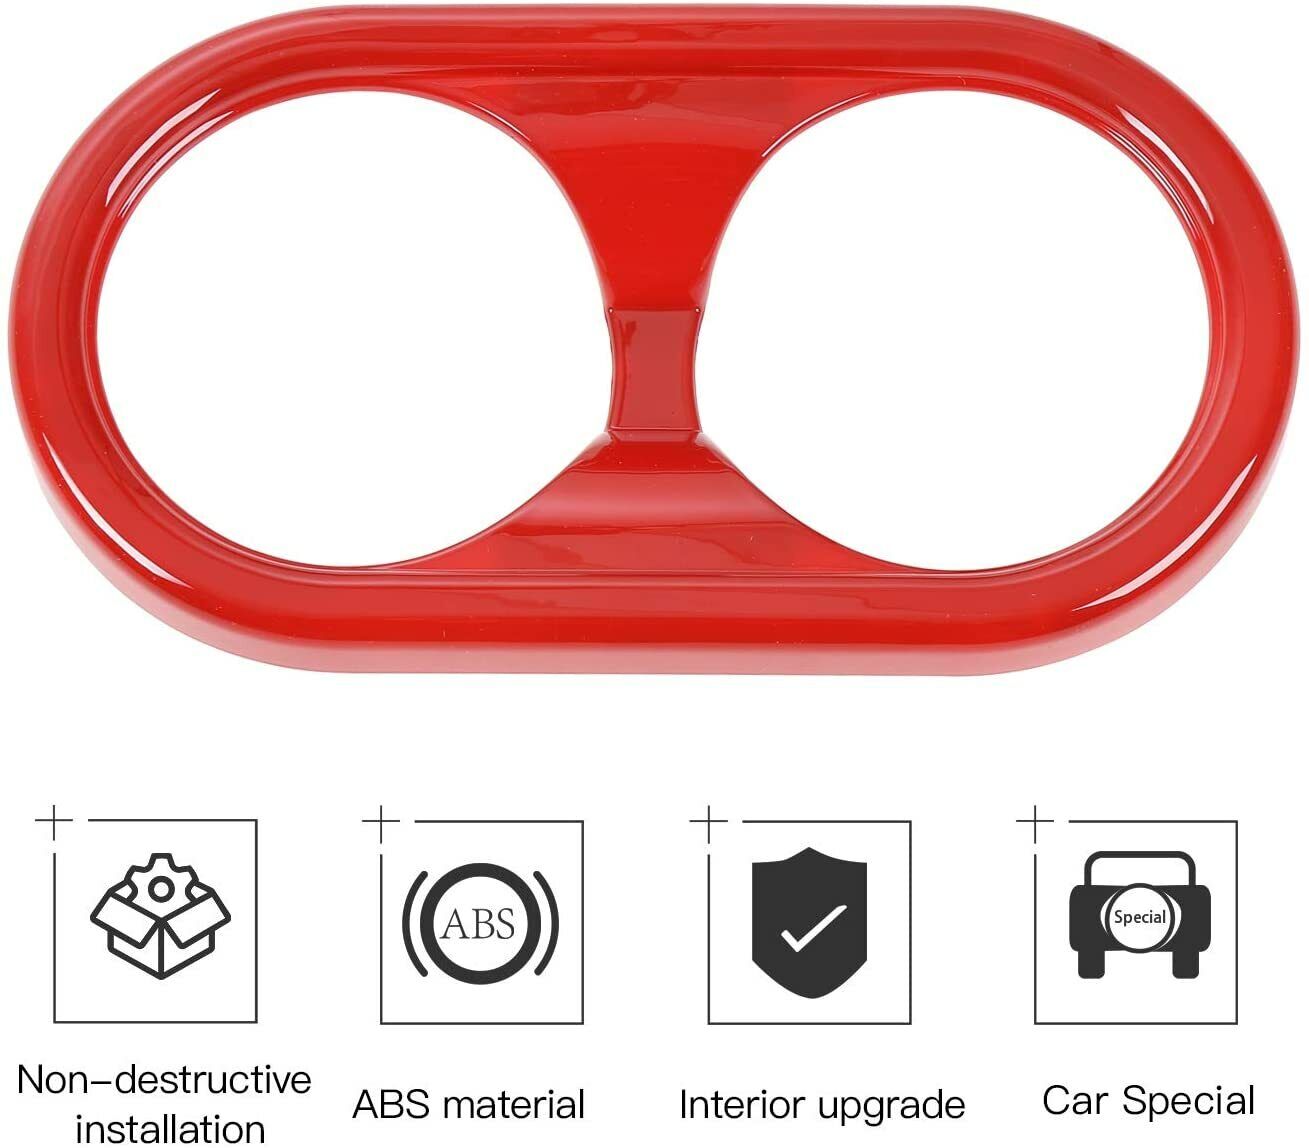 ABS
Special
Non-destructive
installation
ABS material
Interior upgrade
Car Special